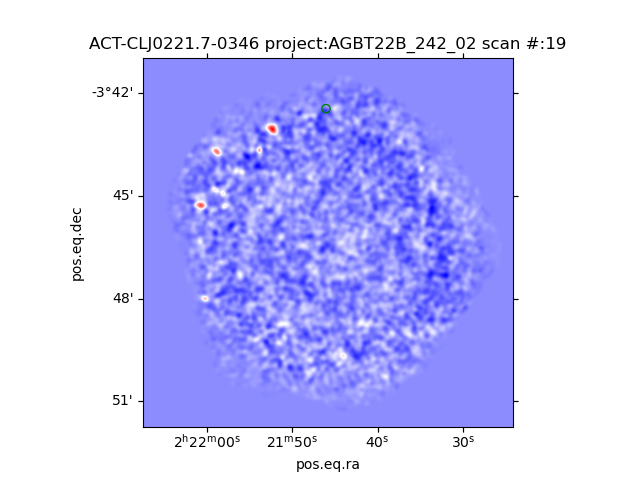 ACT-CLJ0221.7-0346 project:AGBT22B_242_02 scan #:19
-3°42'
45'
48'
51'
pos.eq.dec
2h22m00s 21m50s 40s 30s
pos.eq.ra